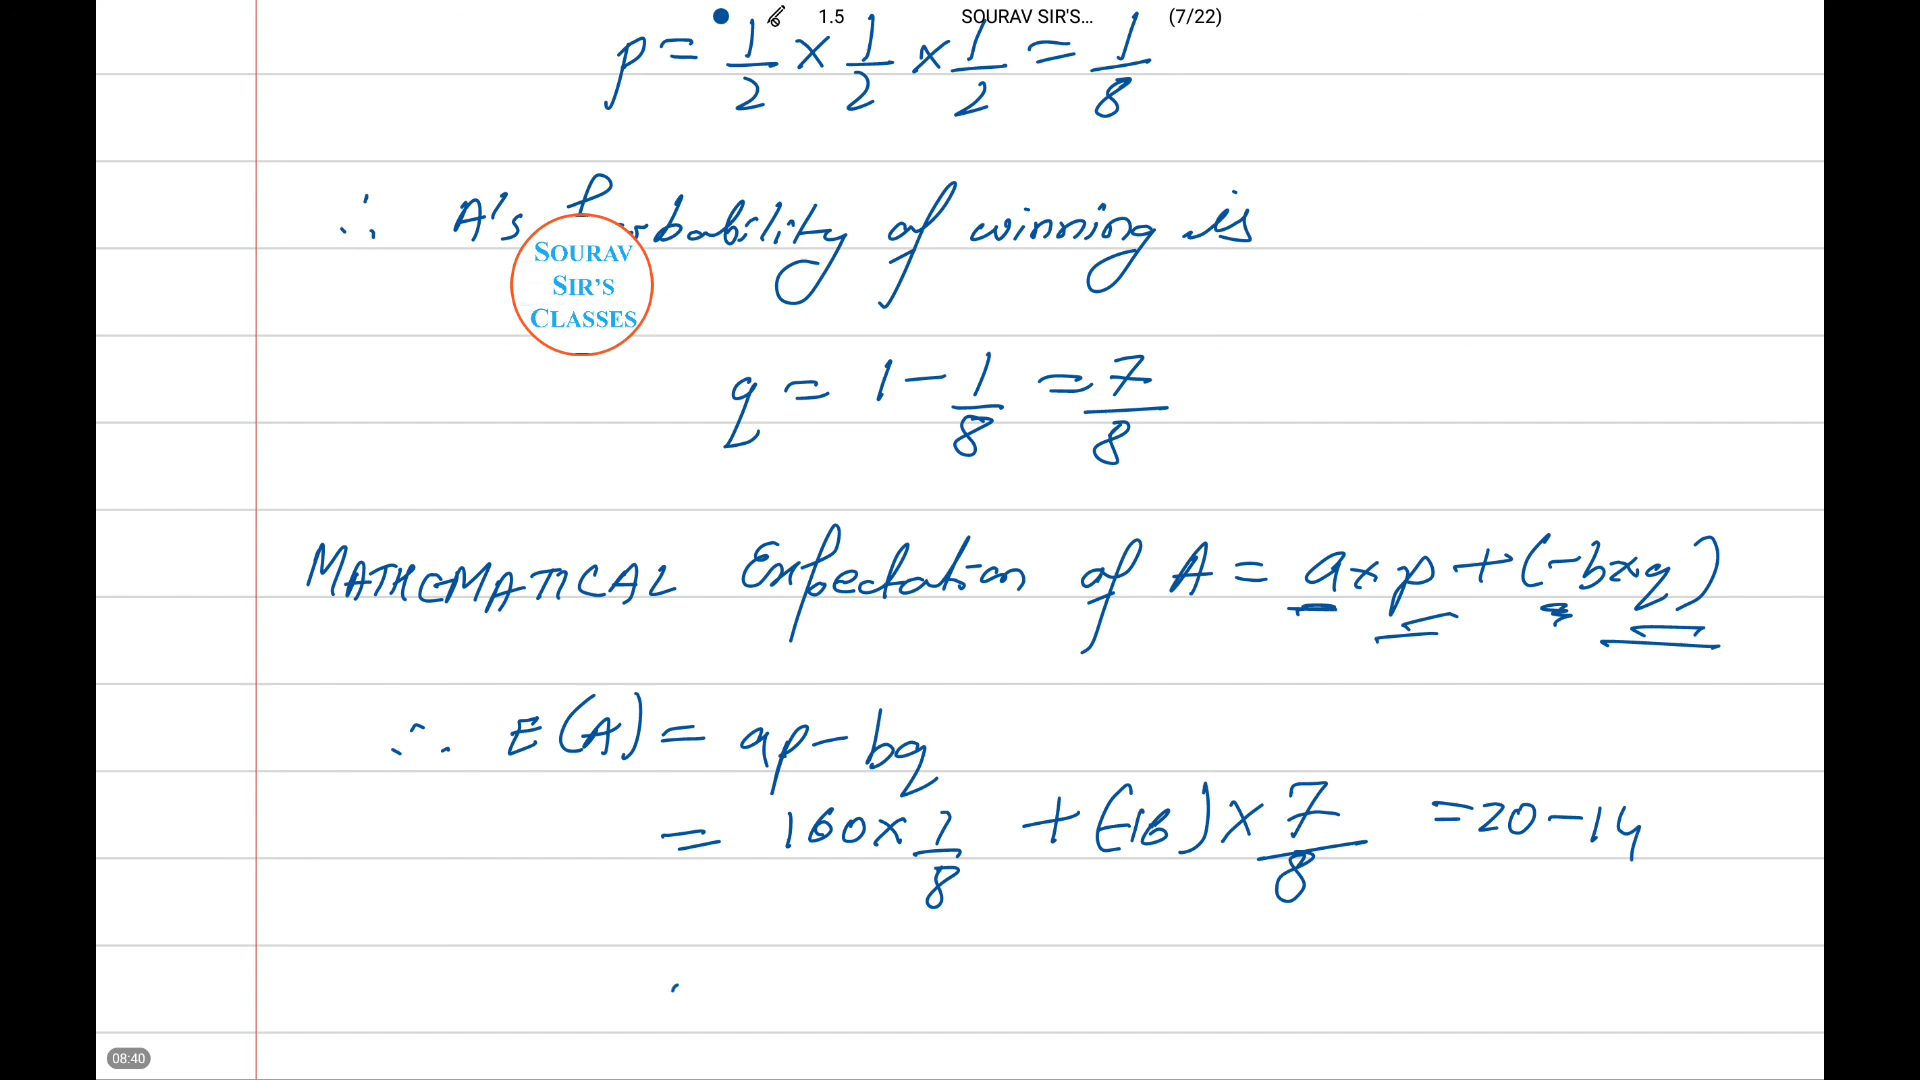 1.5 SOURAV SIR'S... (7/22)
p = 1/2 × 1/2 × 1/2 = 1/8
∴ A's Probability of winning is
SOURAV
SIR'S
CLASSES
q = 1 - 1/8 = 7/8
MATHEMATICAL Expectation of A = a×p + (-b×q)
∴ E(A) = ap - bq
= 160 × 1/8 + (-16) × 7/8 = 20 - 14
08:40